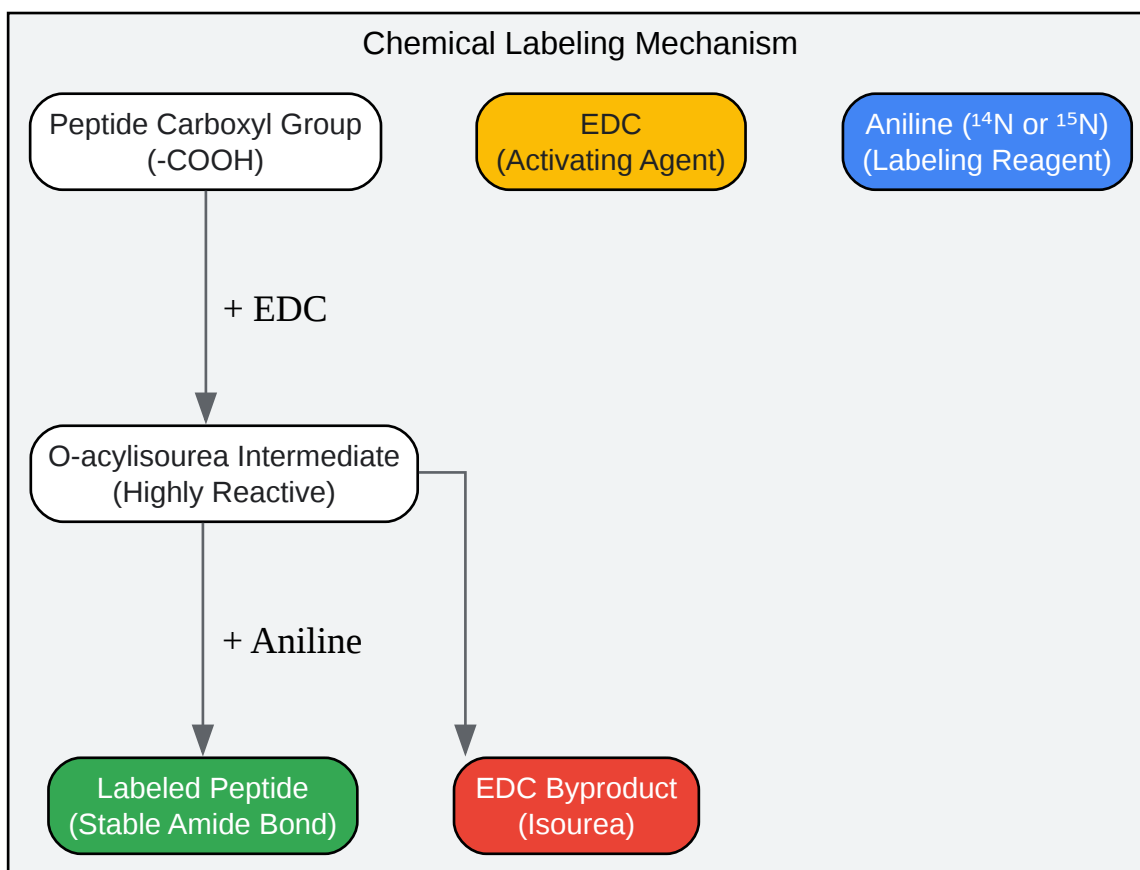 Chemical Labeling Mechanism
Peptide Carboxyl Group
(-COOH)
EDC
(Activating Agent)
Aniline (¹⁴N or ¹⁵N)
(Labeling Reagent)
+ EDC
O-acylisourea Intermediate
(Highly Reactive)
+ Aniline
Labeled Peptide
(Stable Amide Bond)
EDC Byproduct
(Isourea)